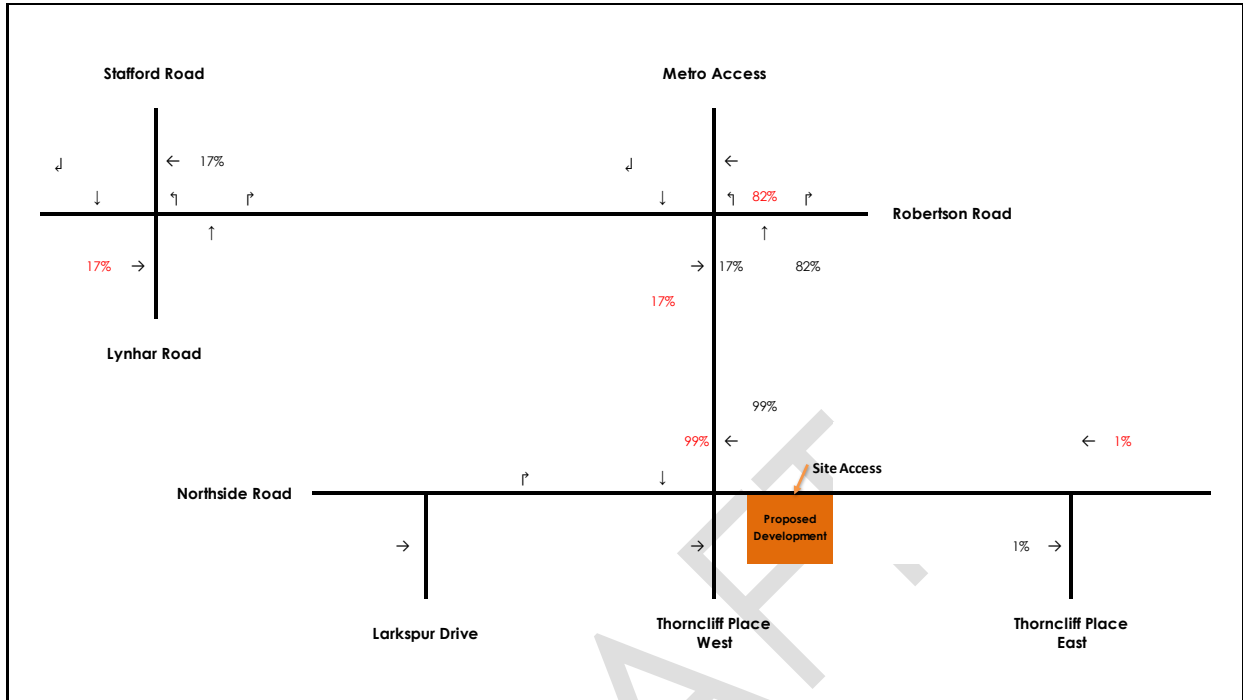 Stafford Road
Metro Access
↲ ← 17%
↲ ←
↓ ↰ ↱
↓ ↰ 82% ↱
Robertson Road
↑
↑
17% →
→ 17% 82%
17%
Lynhar Road
99%
99% ←
← 1%
Site Access
↱ ↓
Northside Road
Proposed
Development
→
→
1% →
Larkspur Drive
Thorncliff Place
West
Thorncliff Place
East